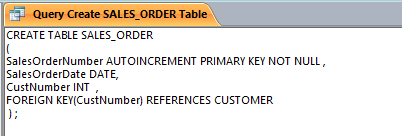 Query Create SALES_ORDER Table
CREATE TABLE SALES_ORDER
(
SalesOrderNumber AUTOINCREMENT PRIMARY KEY NOT NULL ,
SalesOrderDate DATE,
CustNumber INT  ,
FOREIGN KEY(CustNumber) REFERENCES CUSTOMER
) ;